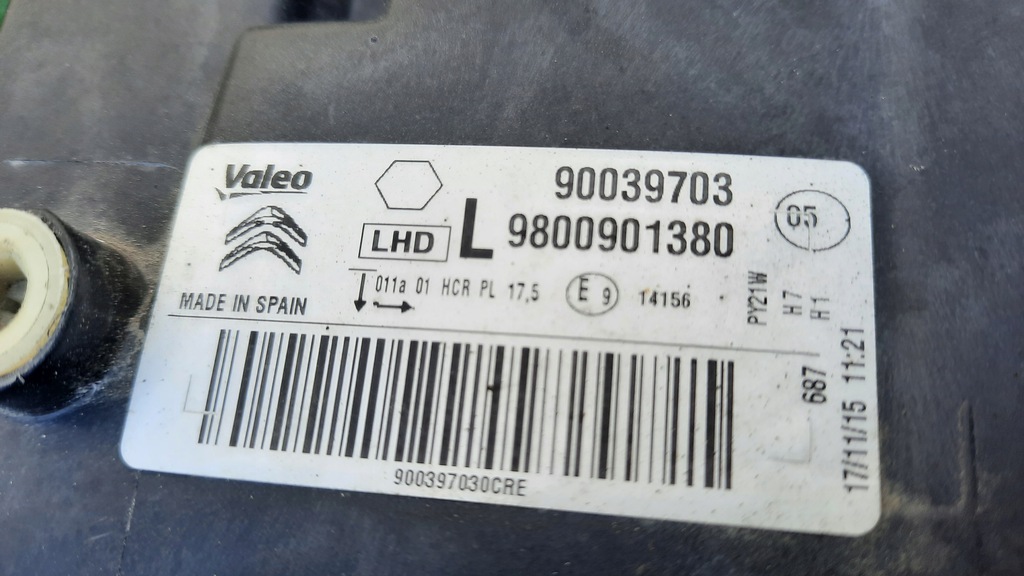 Valeo
90039703
05
LHD
L
9800901380
011a 01 HCR PL 17,5
E 9
14156
MADE IN SPAIN
PY21W
H7
H1
687
17/11/15 11:21
900397030CRE